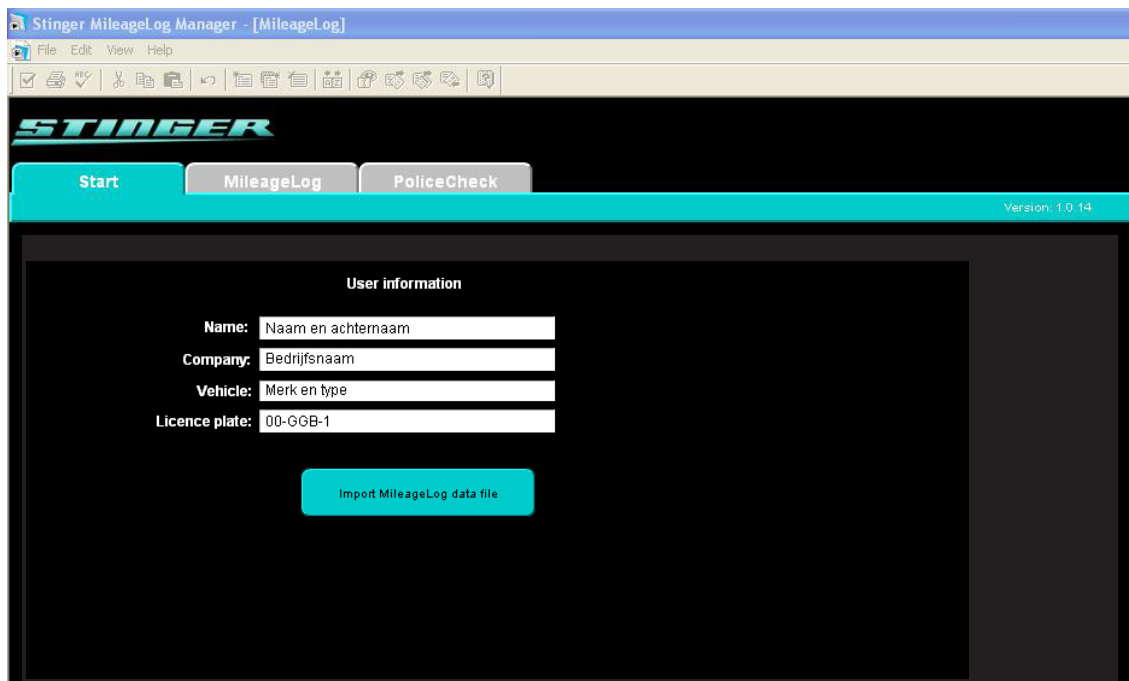 Stinger MileageLog Manager - [MileageLog]
File Edit View Help
STINGER
Start MileageLog PoliceCheck
Version: 1.0.14
User information
Name: Naam en achternaam
Company: Bedrijfsnaam
Vehicle: Merk en type
Licence plate: 00-GGB-1
Import MileageLog data file